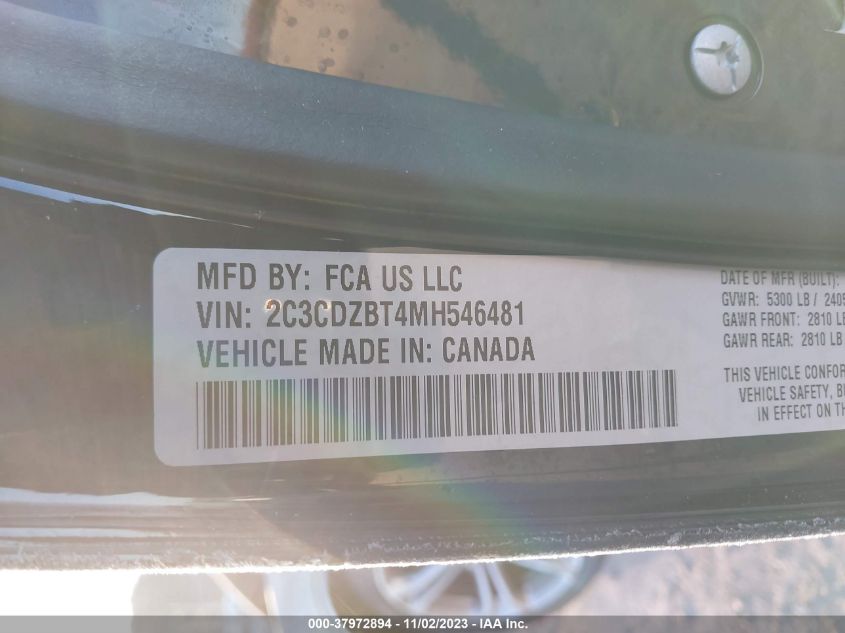 MFD BY: FCA US LLC
VIN: 2C3CDZBT4MH546481
VEHICLE MADE IN: CANADA
DATE OF MFR (BUILT):
GVWR: 5300 LB / 2405
GAWR FRONT: 2810 LB
GAWR REAR: 2810 LB
THIS VEHICLE CONFOR
VEHICLE SAFETY, B
IN EFFECT ON TH
000-37972894 - 11/02/2023 - IAA Inc.